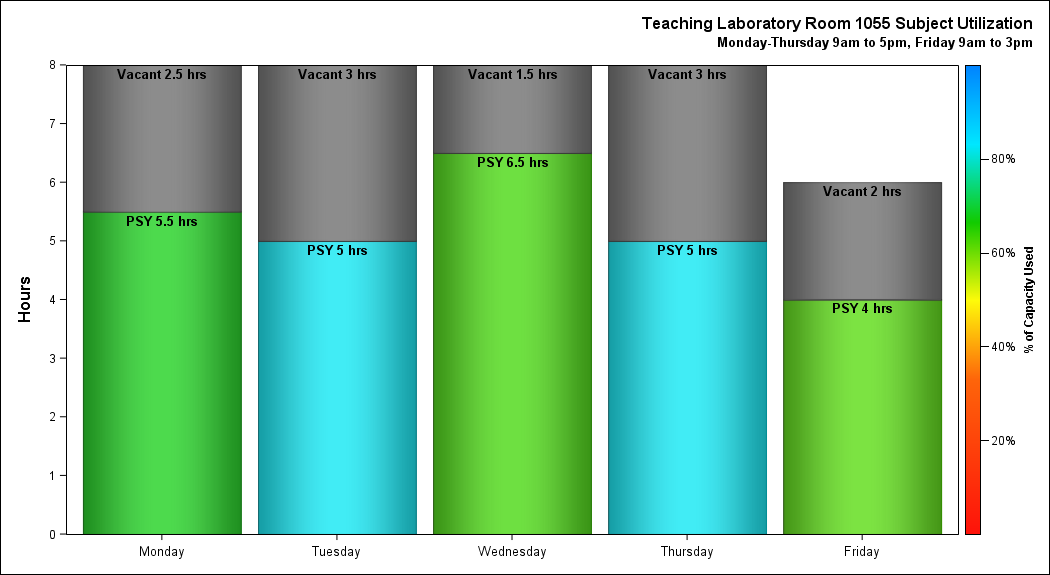 Teaching Laboratory Room 1055 Subject Utilization
Monday-Thursday 9am to 5pm, Friday 9am to 3pm
8
7
6
5
4
3
2
1
0
Hours
Vacant 2.5 hrs
PSY 5.5 hrs
Vacant 3 hrs
PSY 5 hrs
Vacant 1.5 hrs
PSY 6.5 hrs
Vacant 3 hrs
PSY 5 hrs
Vacant 2 hrs
PSY 4 hrs
Monday
Tuesday
Wednesday
Thursday
Friday
80%
60%
40%
20%
% of Capacity Used